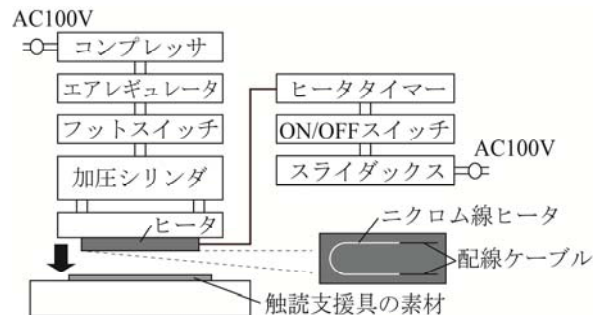 AC100V
コンプレッサ
エアレギュレータ
フットスイッチ
加圧シリンダ
ヒータ
ヒータタイマー
ON/OFFスイッチ
スライダックス
AC100V
ニクロム線ヒータ
配線ケーブル
触読支援具の素材